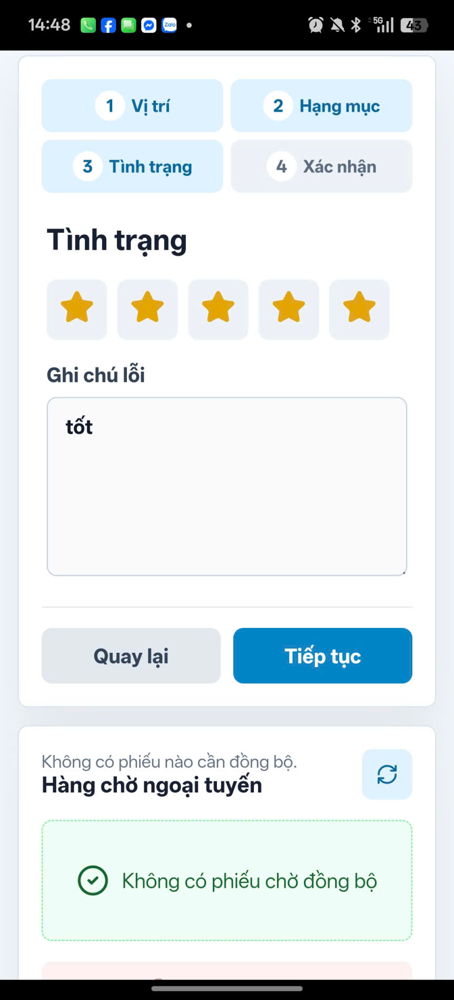 14:48
Zalo
5G
43
1 Vị trí
2 Hạng mục
3 Tình trạng
4 Xác nhận
Tình trạng
Ghi chú lỗi
tốt
Quay lại
Tiếp tục
Không có phiếu nào cần đồng bộ.
Hàng chờ ngoại tuyến
Không có phiếu chờ đồng bộ